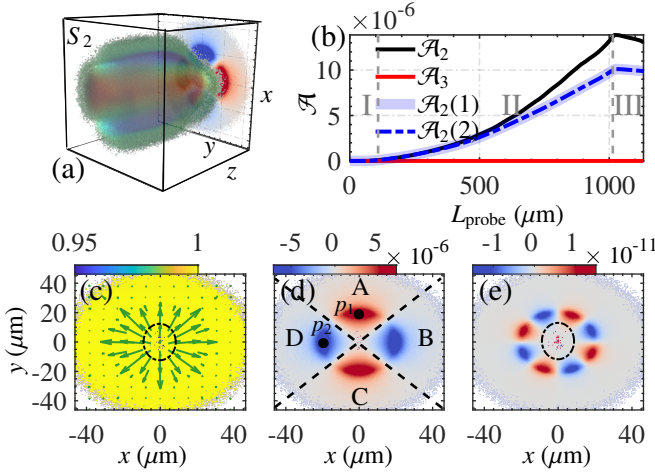 S₂
x
y
z
(a)
(b)
×10⁻⁶
𝒜₂
𝒜₃
𝒜₂(1)
𝒜₂(2)
I
II
III
10
5
0
𝒜
0
500
1000
L_probe (μm)
0.95
1
(c)
40
20
0
-20
-40
y (μm)
-40
0
40
x (μm)
-5
0
5
× 10⁻⁶
(d)
A
B
C
D
p₁
p₂
-40
0
40
x (μm)
-1
0
1
× 10⁻¹¹
(e)
-40
0
40
x (μm)